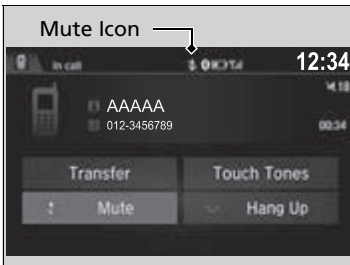 Mute Icon
In call
12:34
AAAAA
012-3456789
00:34
Transfer
Touch Tones
Mute
Hang Up